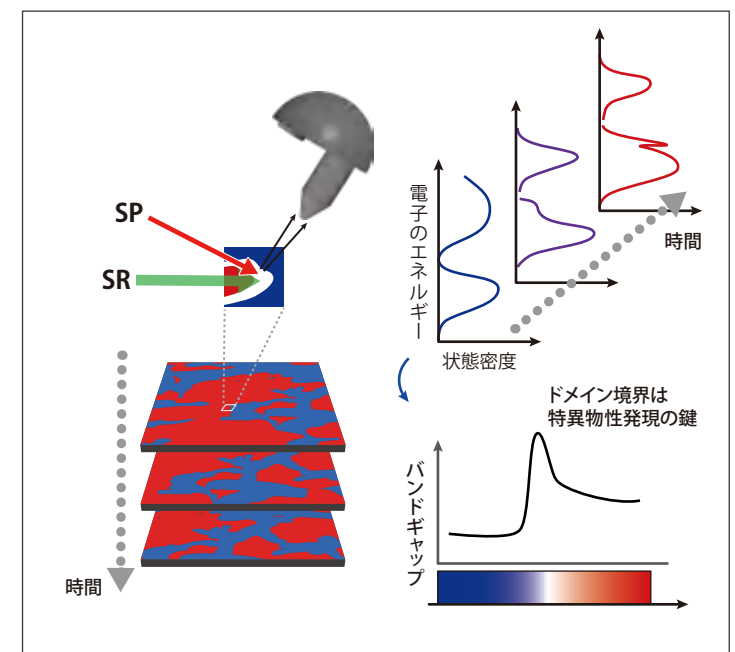 SP
SR
時間
電子のエネルギー
状態密度
時間
ドメイン境界は
特異物性発現の鍵
バンドギャップ